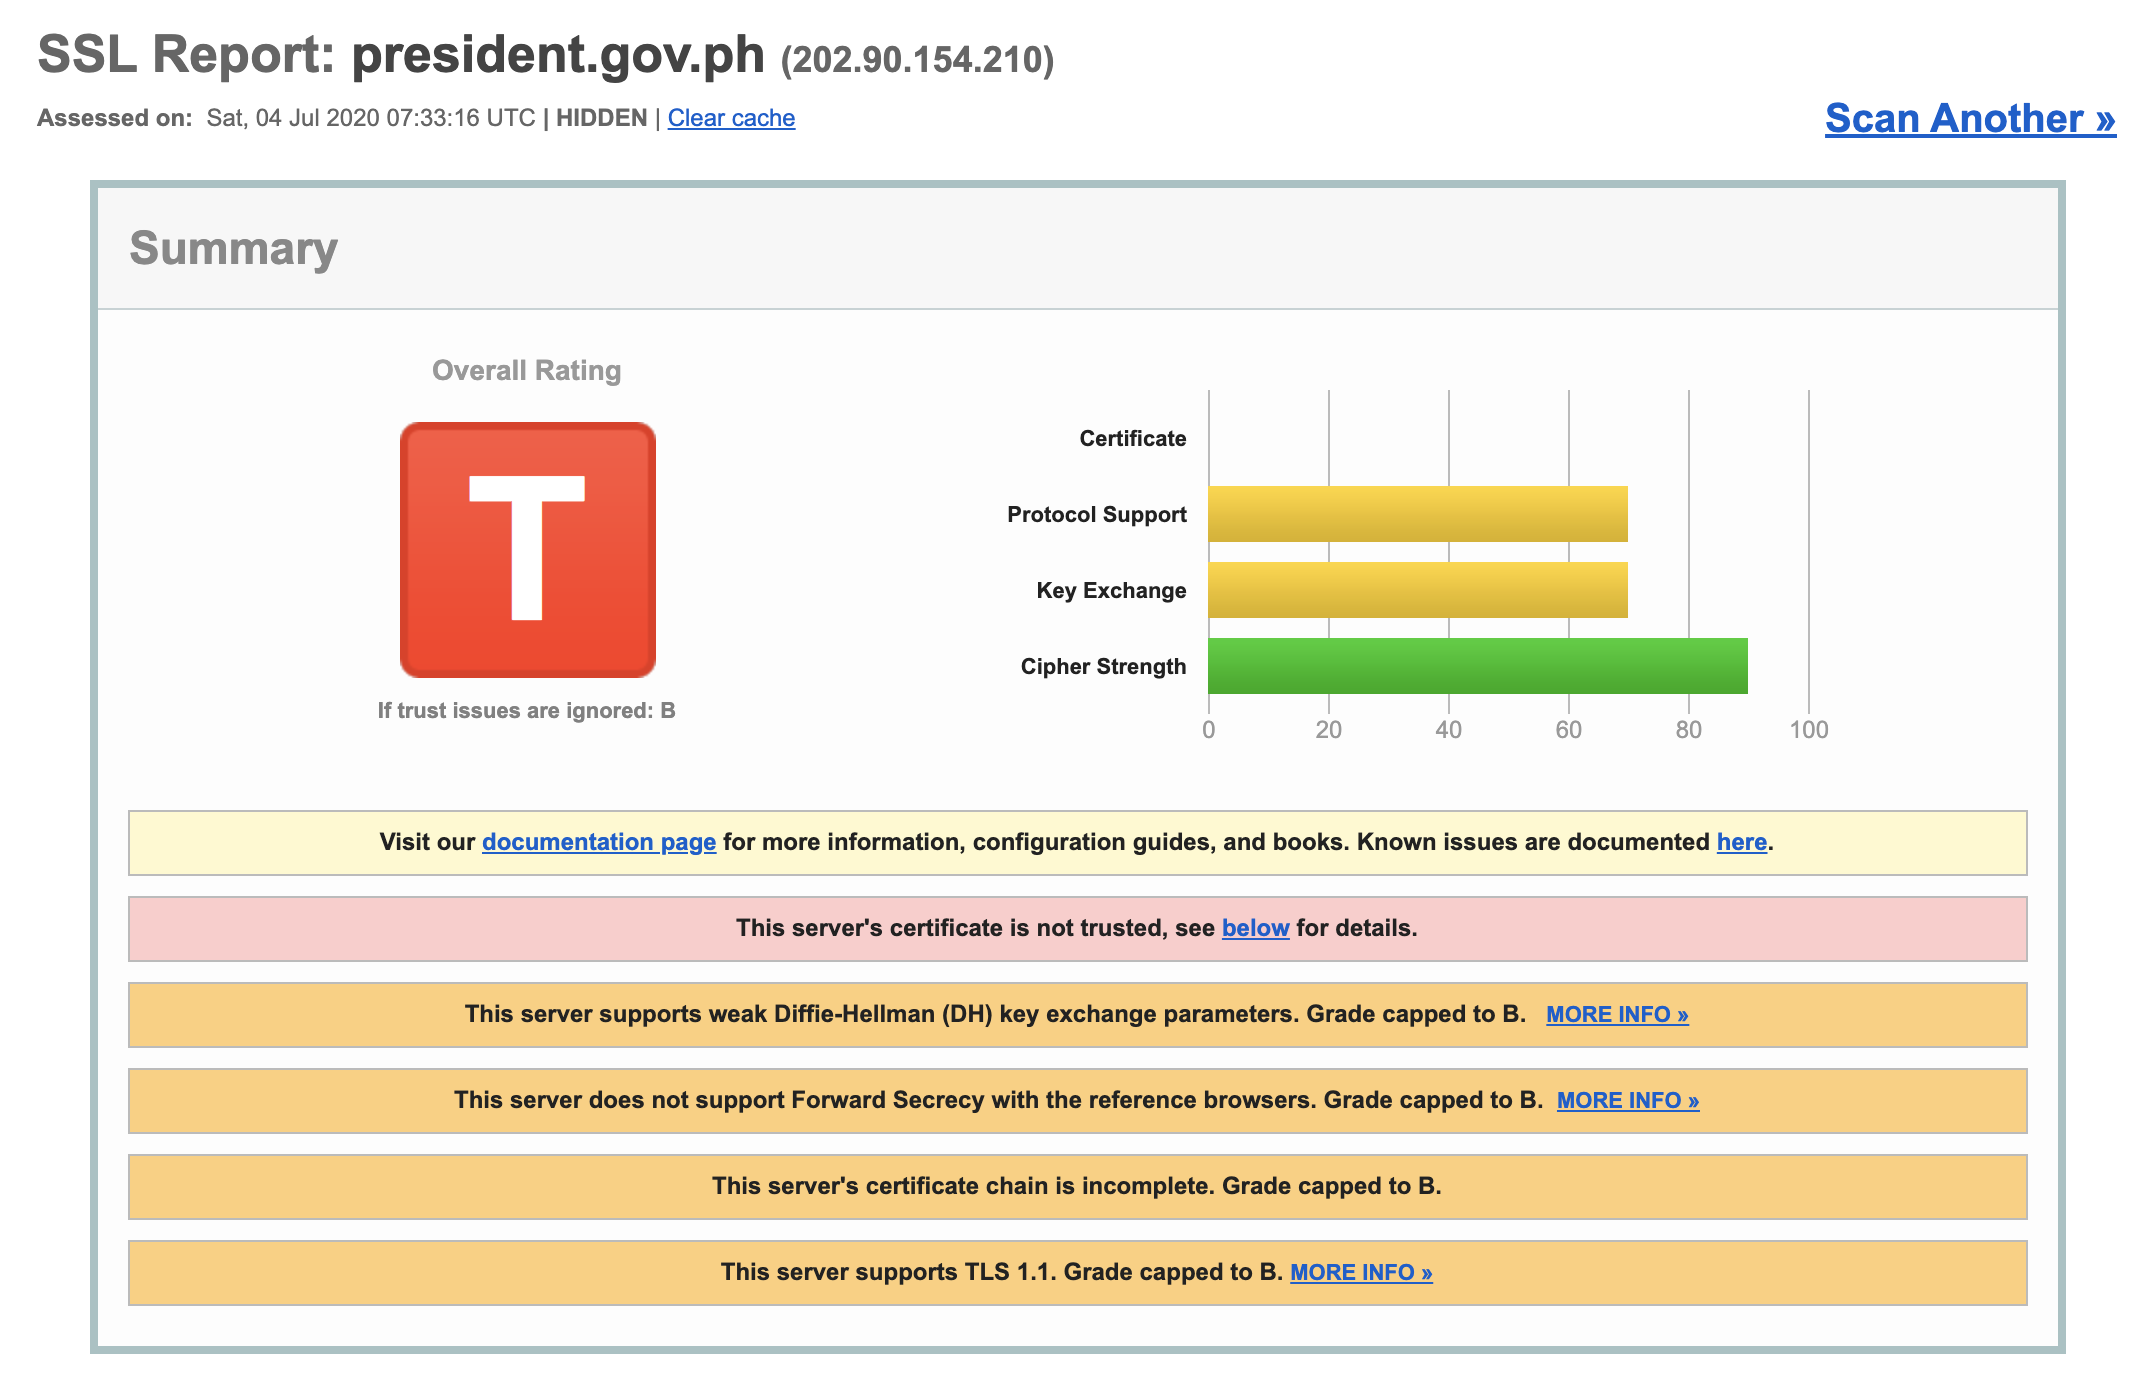 SSL Report: president.gov.ph (202.90.154.210)
Assessed on: Sat, 04 Jul 2020 07:33:16 UTC | HIDDEN | Clear cache
Scan Another »
Summary
Overall Rating
T
If trust issues are ignored: B
Certificate
Protocol Support
Key Exchange
Cipher Strength
0 20 40 60 80 100
Visit our documentation page for more information, configuration guides, and books. Known issues are documented here.
This server's certificate is not trusted, see below for details.
This server supports weak Diffie-Hellman (DH) key exchange parameters. Grade capped to B. MORE INFO »
This server does not support Forward Secrecy with the reference browsers. Grade capped to B. MORE INFO »
This server's certificate chain is incomplete. Grade capped to B.
This server supports TLS 1.1. Grade capped to B. MORE INFO »